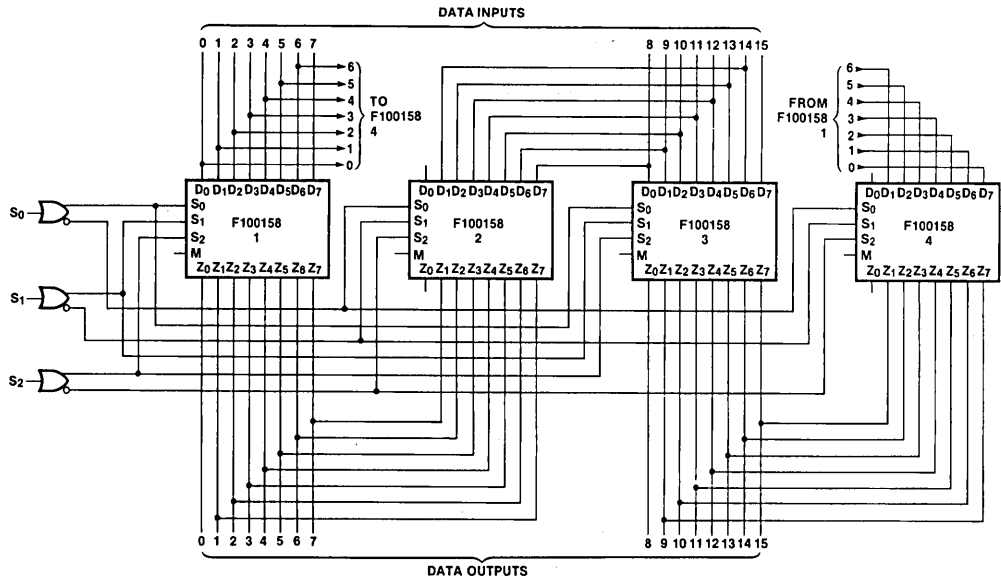 DATA INPUTS
0 1 2 3 4 5 6 7
8 9 10 11 12 13 14 15
6
5
4
3
2
1
0
TO
F100158
4
FROM
F100158
1
6
5
4
3
2
1
0
D0 D1 D2 D3 D4 D5 D6 D7
S0
S1
S2
M
F100158
1
Z0 Z1 Z2 Z3 Z4 Z5 Z6 Z7
D0 D1 D2 D3 D4 D5 D6 D7
S0
S1
S2
M
F100158
2
Z0 Z1 Z2 Z3 Z4 Z5 Z6 Z7
D0 D1 D2 D3 D4 D5 D6 D7
S0
S1
S2
M
F100158
3
Z0 Z1 Z2 Z3 Z4 Z5 Z6 Z7
D0 D1 D2 D3 D4 D5 D6 D7
S0
S1
S2
M
F100158
4
Z0 Z1 Z2 Z3 Z4 Z5 Z6 Z7
S0
S1
S2
0 1 2 3 4 5 6 7
8 9 10 11 12 13 14 15
DATA OUTPUTS